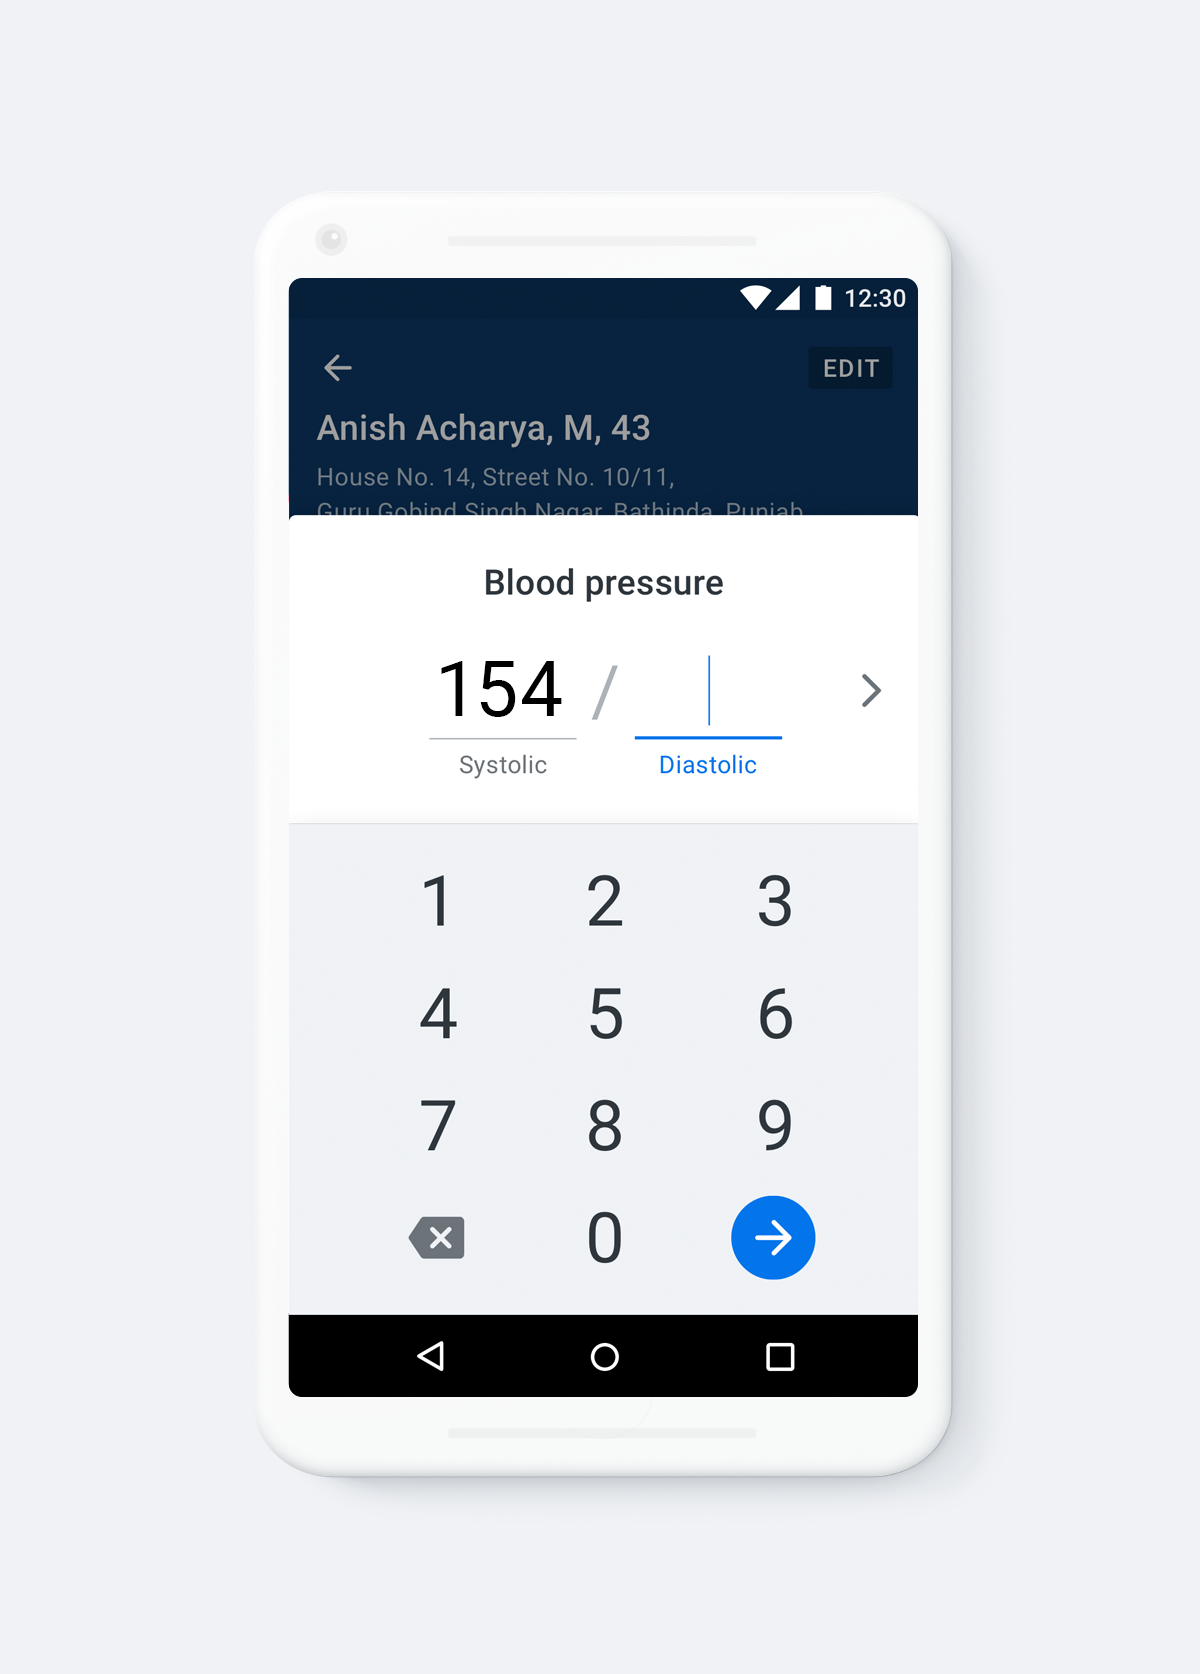 12:30
EDIT
Anish Acharya, M, 43
House No. 14, Street No. 10/11,
Guru Gobind Singh Nagar, Bathinda, Punjab
Blood pressure
154 /
Systolic Diastolic
1 2 3
4 5 6
7 8 9
0